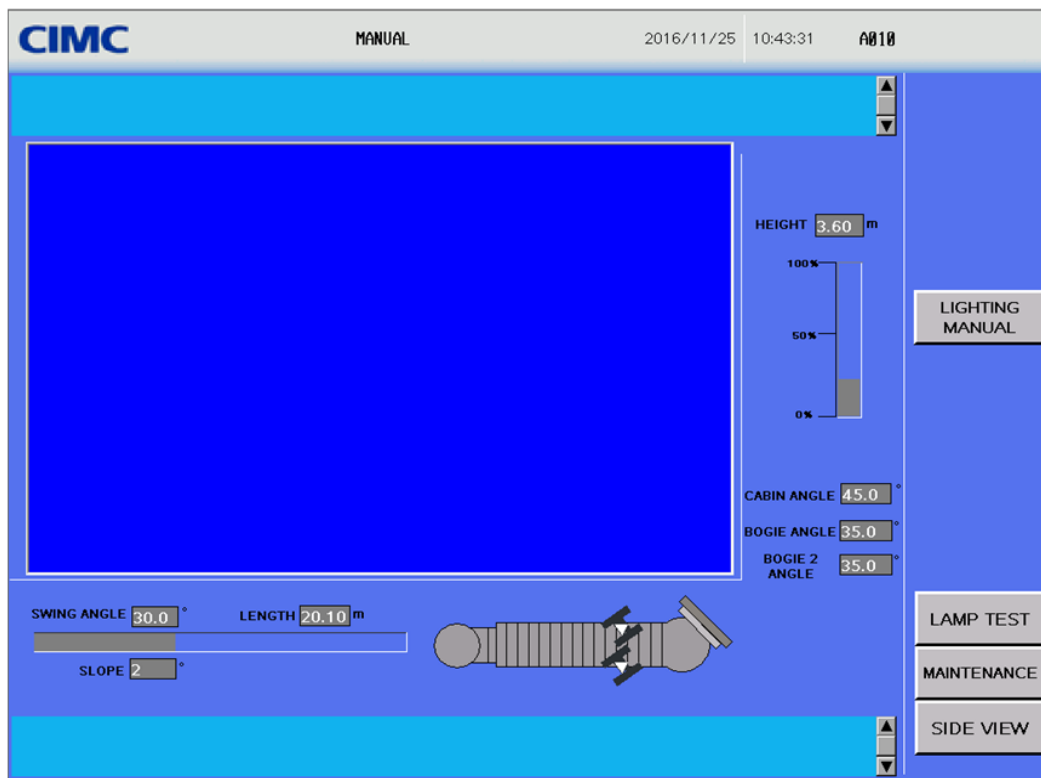 CIMC MANUAL 2016/11/25 10:43:31 A010
HEIGHT 3.60 m
100%
50%
0%
LIGHTING
MANUAL
CABIN ANGLE 45.0 °
BOGIE ANGLE 35.0 °
BOGIE 2
ANGLE 35.0 °
SWING ANGLE 30.0 ° LENGTH 20.10 m
SLOPE 2 °
LAMP TEST
MAINTENANCE
SIDE VIEW